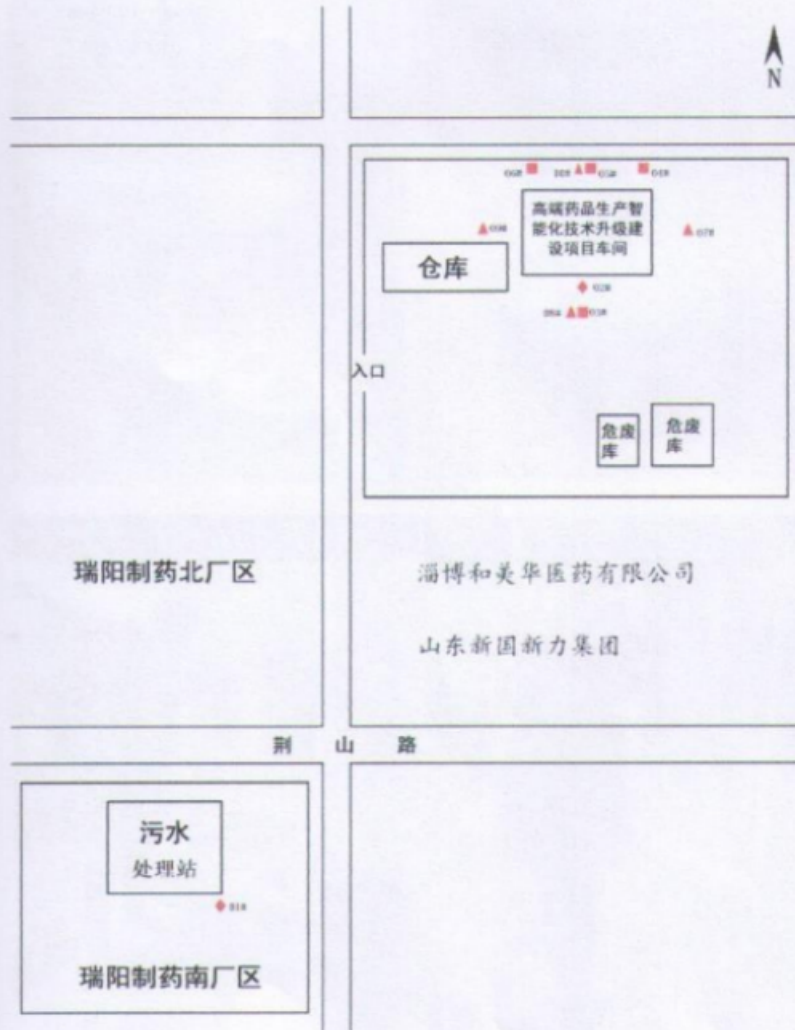 N
高端药品生产智
能化技术升级建
设项目车间
仓库
入口
危废
库
危废
库
瑞阳制药北厂区
淄博和美华医药有限公司
山东新国新力集团
荆 山 路
污水
处理站
瑞阳制药南厂区